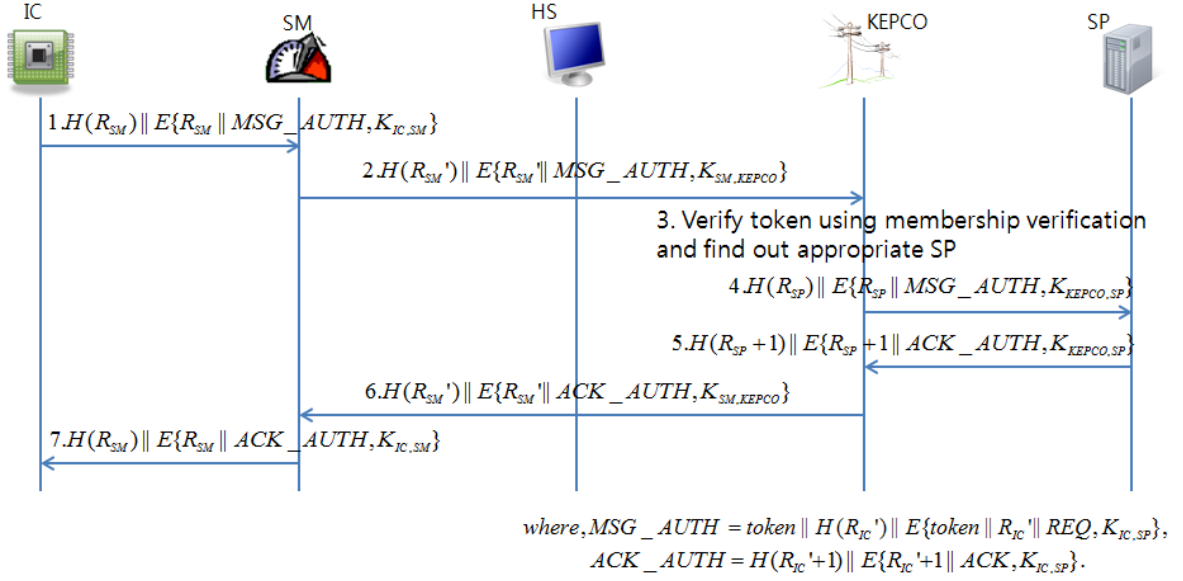 IC
SM
HS
KEPCO
SP
1.H(R_SM) || E{R_SM || MSG_AUTH, K_IC,SM}
2.H(R_SM') || E{R_SM' || MSG_AUTH, K_SM,KEPCO}
3. Verify token using membership verification
and find out appropriate SP
4.H(R_SP) || E{R_SP || MSG_AUTH, K_KEPCO,SP}
5.H(R_SP +1) || E{R_SP +1 || ACK_AUTH, K_KEPCO,SP}
6.H(R_SM') || E{R_SM' || ACK_AUTH, K_SM,KEPCO}
7.H(R_SM) || E{R_SM || ACK_AUTH, K_IC,SM}
where, MSG_AUTH = token || H(R_IC') || E{token || R_IC' || REQ, K_IC,SP},
ACK_AUTH = H(R_IC'+1) || E{R_IC'+1 || ACK, K_IC,SP}.